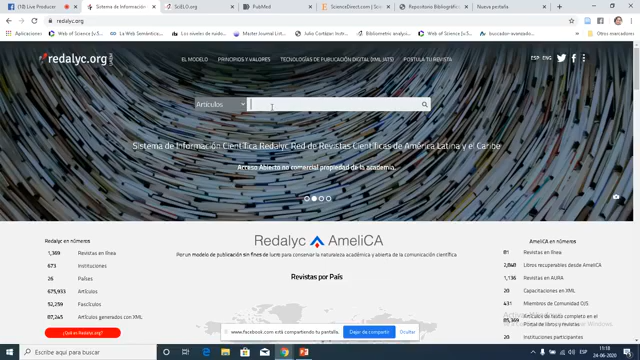 Live Producer
Sistema de Informació
SciELO.org
PubMed
ScienceDirect.com |
Repositorio Bibliográfic
Nueva pestaña
redalyc.org
Aplicaciones
Web of Science [v.5
La Web Semántica
Los niveles de ruido
Master Journal List
Julio Cortázar: Instr
Bibliometric analys
Web of Science [v.5
buscador avanzado
Otros marcadores
redalyc.org
EL MODELO
PRINCIPIOS Y VALORES
TECNOLOGÍAS DE PUBLICACIÓN DIGITAL (XML JATS)
POSTULA TU REVISTA
ESP ENG
Artículos
Sistema de Información Científica Redalyc Red de Revistas Científicas de América Latina y el Caribe
Acceso Abierto no comercial propiedad de la academia.
Redalyc en números
1,369 Revistas en línea
673 Instituciones
26 Países
675,933 Artículos
52,259 Fascículos
87,245 Artículos generados con XML
¿Qué es Redalyc.org?
Redalyc AmeliCA
Por un modelo de publicación sin fines de lucro para conservar la naturaleza académica y abierta de la comunicación científica.
Revistas por País
AmeliCA en números
81 Revistas en línea
2,848 Libros recuperables desde AmeliCA
1,136 Revistas en AURA
20 Capacitaciones en XML
431 Miembros de Comunidad OJS
85,369 Artículos de texto completo en el
Portal de libros y revistas
20 Instituciones participantes
www.facebook.com está compartiendo tu pantalla.
Dejar de compartir
Ocultar
Escribe aquí para buscar
ESP
11:18
24-06-2020